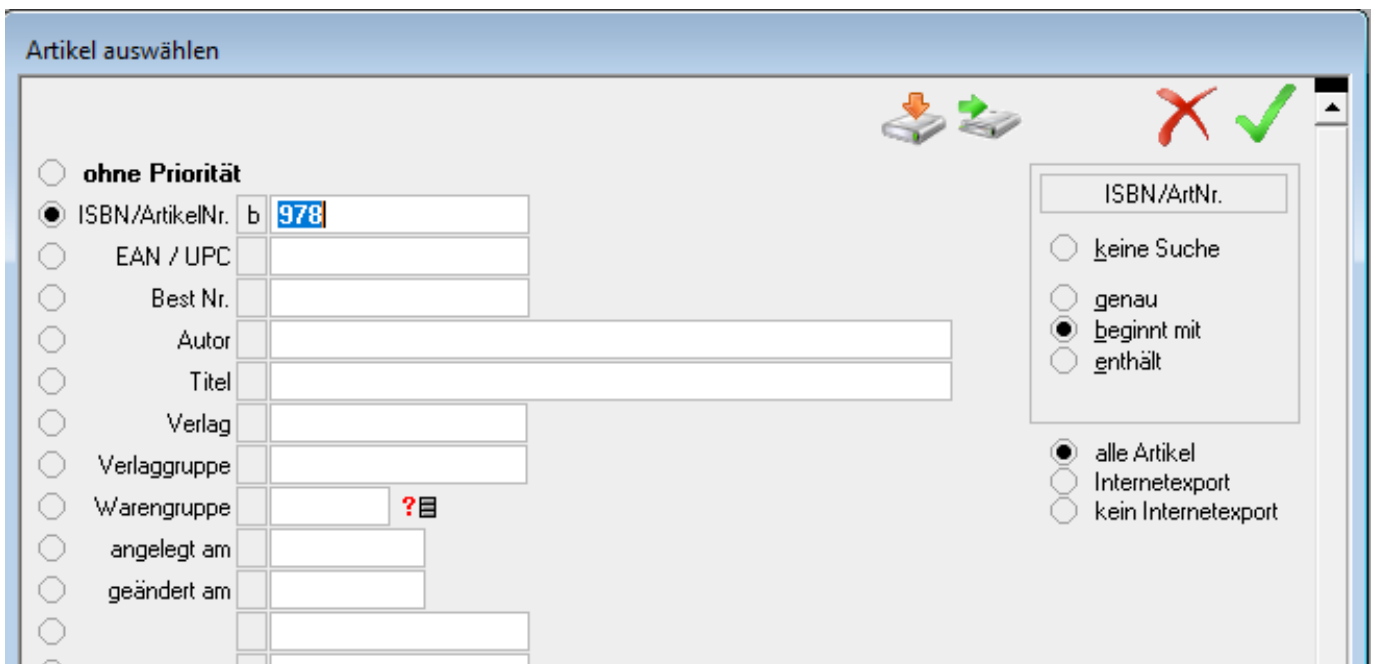 Artikel auswählen
ohne Priorität
ISBN/ArtikelNr. b 978
EAN / UPC
Best Nr.
Autor
Titel
Verlag
Verlaggruppe
Warengruppe ?
angelegt am
geändert am
ISBN/ArtNr.
keine Suche
genau
beginnt mit
enthält
alle Artikel
Internetexport
kein Internetexport